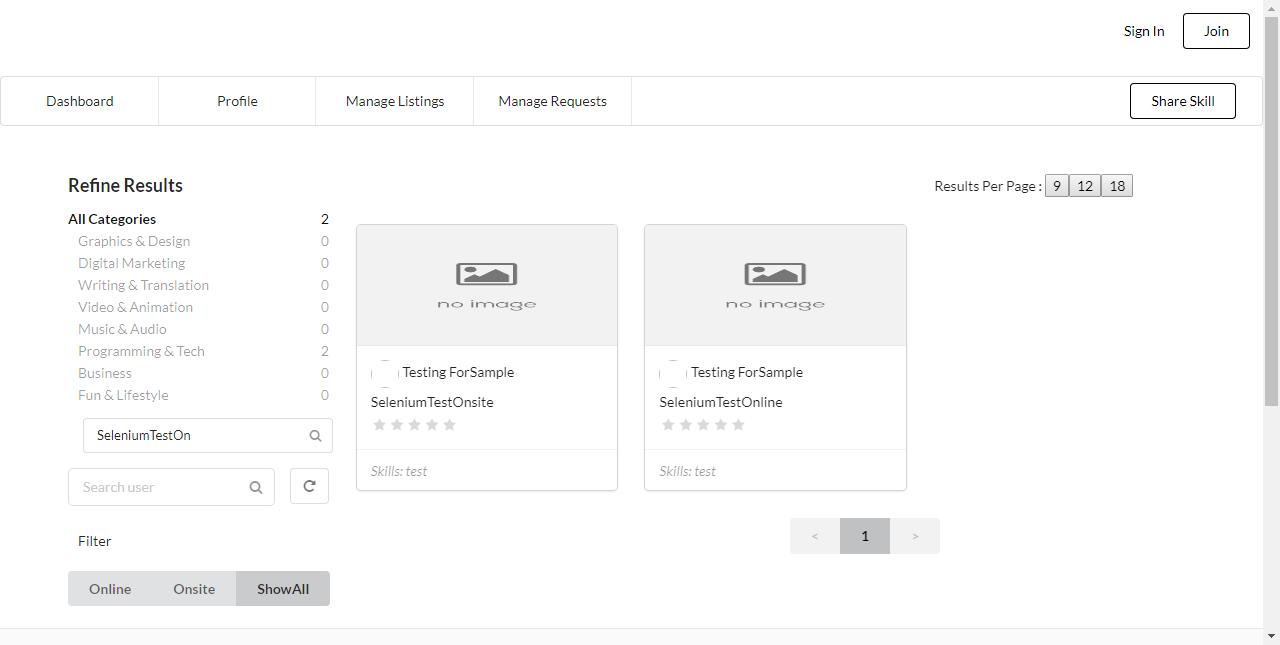 Sign In
Join
Dashboard
Profile
Manage Listings
Manage Requests
Share Skill
Refine Results
Results Per Page : 9 12 18
All Categories 2
Graphics & Design 0
Digital Marketing 0
Writing & Translation 0
Video & Animation 0
Music & Audio 0
Programming & Tech 2
Business 0
Fun & Lifestyle 0
SeleniumTestOn
Search user
Filter
Online
Onsite
ShowAll
no image
Testing ForSample
SeleniumTestOnsite
Skills: test
no image
Testing ForSample
SeleniumTestOnline
Skills: test
< 1 >